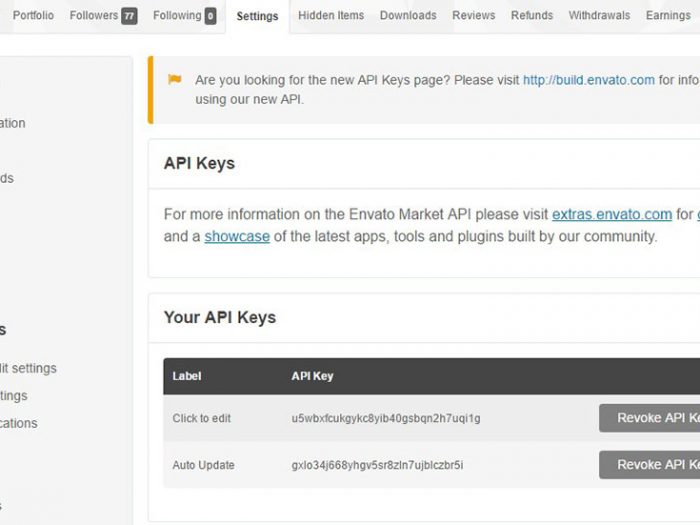 Portfolio Followers 77 Following 0 Settings Hidden Items Downloads Reviews Refunds Withdrawals Earnings
Are you looking for the new API Keys page? Please visit http://build.envato.com for info
using our new API.
ation
API Keys
ds
For more information on the Envato Market API please visit extras.envato.com for
and a showcase of the latest apps, tools and plugins built by our community.
Your API Keys
s
it settings
Label API Key
tings
Click to edit u5wbxfcukgykc8yib40gsbqn2h7uqi1g Revoke API Ke
cations
Auto Update gxlo34j668yhgv5sr8zln7ujblczbr5i Revoke API Ke
s